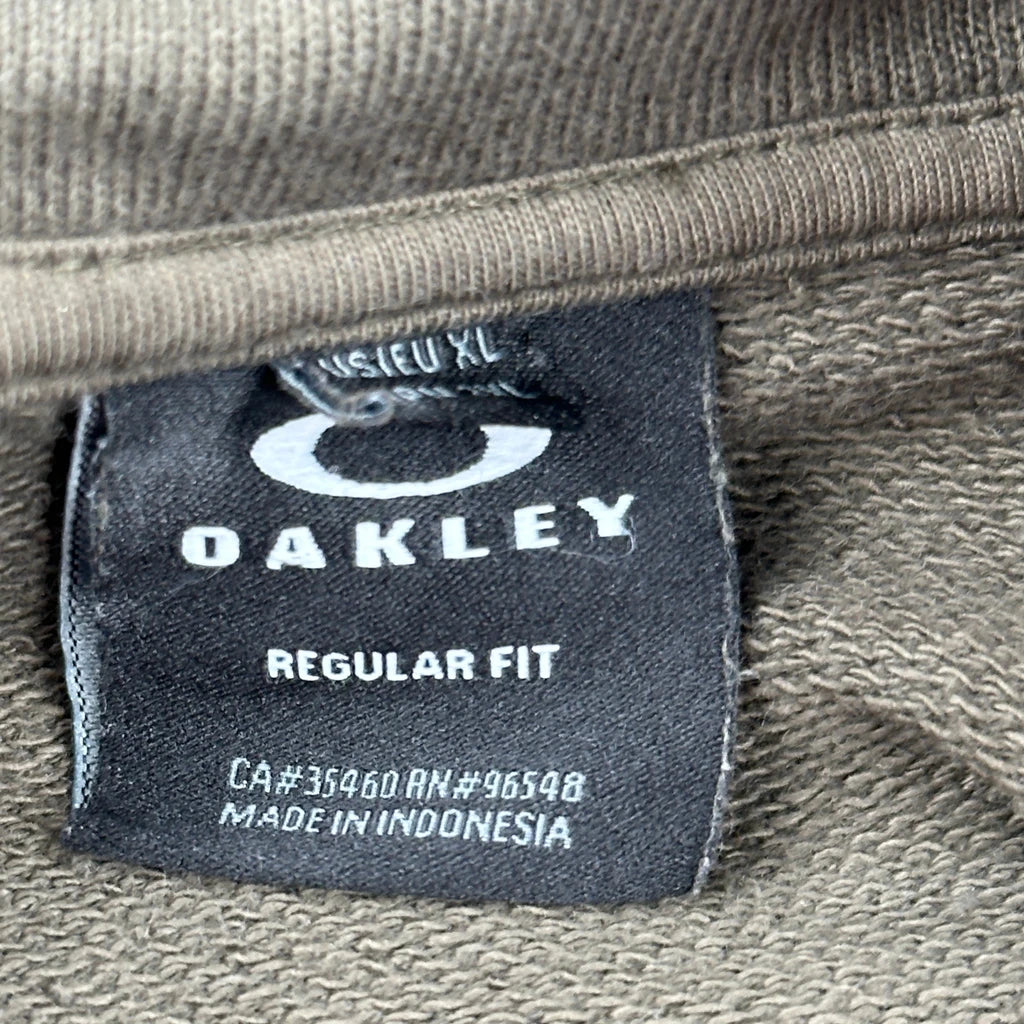 US/EU XL
OAKLEY
REGULAR FIT
CA#35460 RN#96548
MADE IN INDONESIA